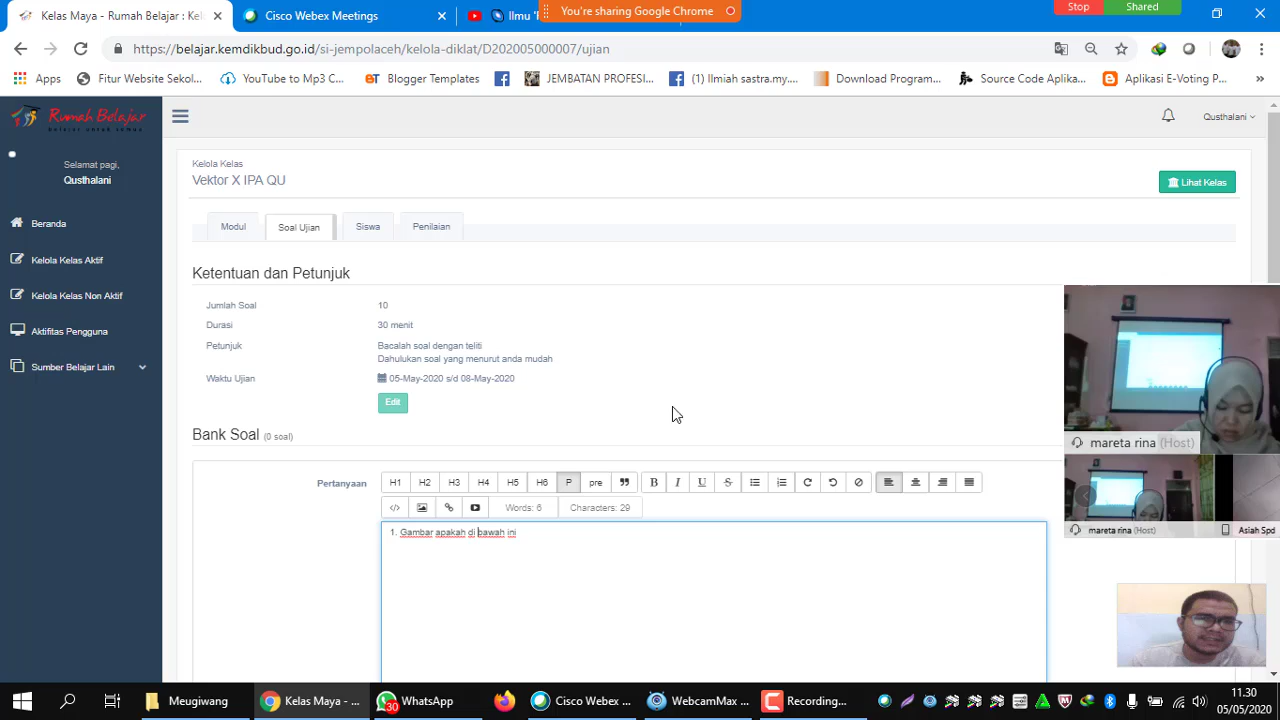 Kelas Maya - Rumah Belajar : Kel
Cisco Webex Meetings
Ilmu '
You're sharing Google Chrome
Stop
Shared
https://belajar.kemdikbud.go.id/si-jempolaceh/kelola-diklat/D202005000007/ujian
Apps
Fitur Website Sekol...
YouTube to Mp3 C...
Blogger Templates
JEMBATAN PROFESI...
(1) Ilmiah sastra.my....
Download Program...
Source Code Aplika...
Aplikasi E-Voting P...
Rumah Belajar
belajar untuk semua
Qusthalani
Selamat pagi,
Qusthalani
Beranda
Kelola Kelas Aktif
Kelola Kelas Non Aktif
Aktifitas Pengguna
Sumber Belajar Lain
Kelola Kelas
Vektor X IPA QU
Lihat Kelas
Modul
Soal Ujian
Siswa
Penilaian
Ketentuan dan Petunjuk
Jumlah Soal 10
Durasi 30 menit
Petunjuk Bacalah soal dengan teliti
Dahulukan soal yang menurut anda mudah
Waktu Ujian 05-May-2020 s/d 08-May-2020
Edit
Bank Soal (0 soal)
Pertanyaan
H1 H2 H3 H4 H5 H6 P pre B I U S
Words: 6 Characters: 29
1. Gambar apakah di bawah ini
mareta rina (Host)
mareta rina (Host)
Asiah Spd
Meugiwang
Kelas Maya - ...
30
WhatsApp
Cisco Webex ...
WebcamMax ...
Recording...
11.30
05/05/2020